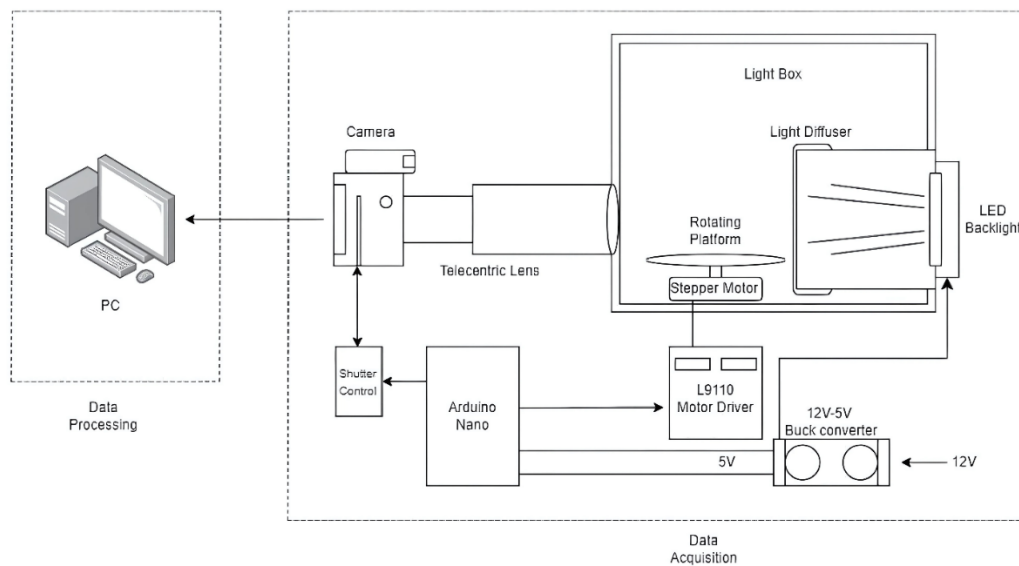 Light Box
Camera
Light Diffuser
LED
Backlight
Rotating
Platform
Telecentric Lens
Stepper Motor
PC
Shutter
Control
Arduino
Nano
L9110
Motor Driver
12V-5V
Buck converter
5V
12V
Data
Processing
Data
Acquisition